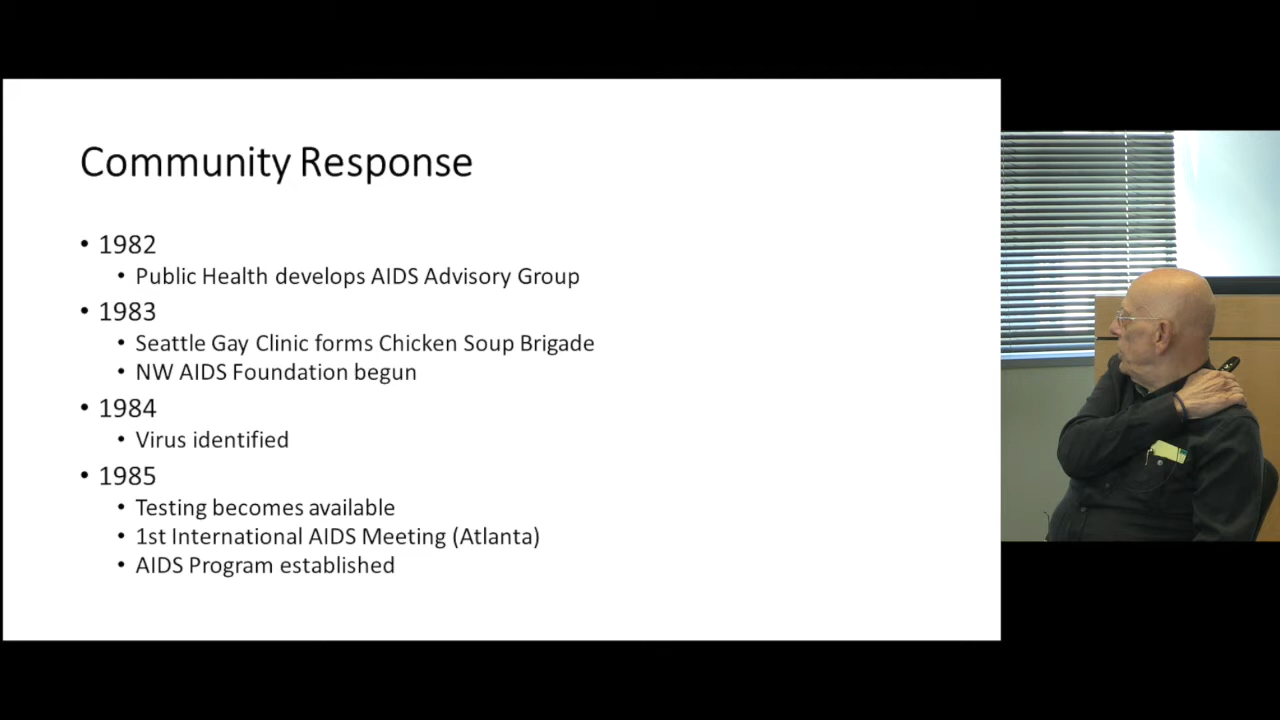 Community Response
• 1982
• Public Health develops AIDS Advisory Group
• 1983
• Seattle Gay Clinic forms Chicken Soup Brigade
• NW AIDS Foundation begun
• 1984
• Virus identified
• 1985
• Testing becomes available
• 1st International AIDS Meeting (Atlanta)
• AIDS Program established